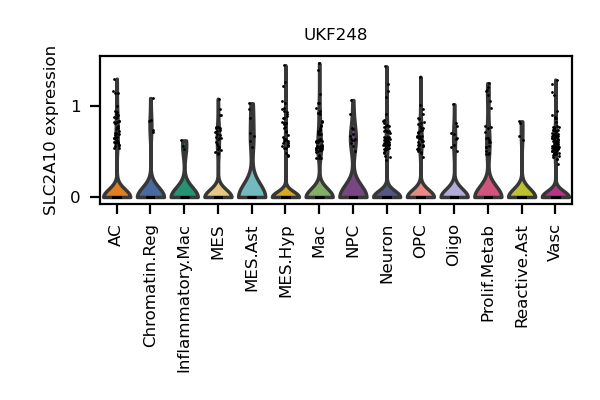 UKF248
SLC2A10 expression
1
0
AC
Chromatin.Reg
Inflammatory.Mac
MES
MES.Ast
MES.Hyp
Mac
NPC
Neuron
OPC
Oligo
Prolif.Metab
Reactive.Ast
Vasc